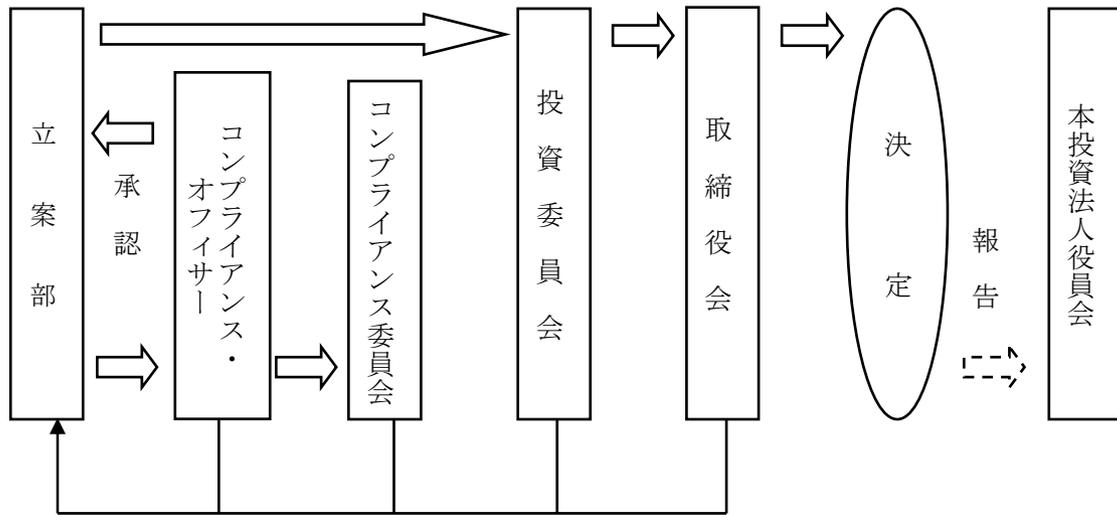 立案部
承認
コンプライアンス・
オフィサー
コンプライアンス委員会
投資委員会
取締役会
決定
報告
本投資法人役員会